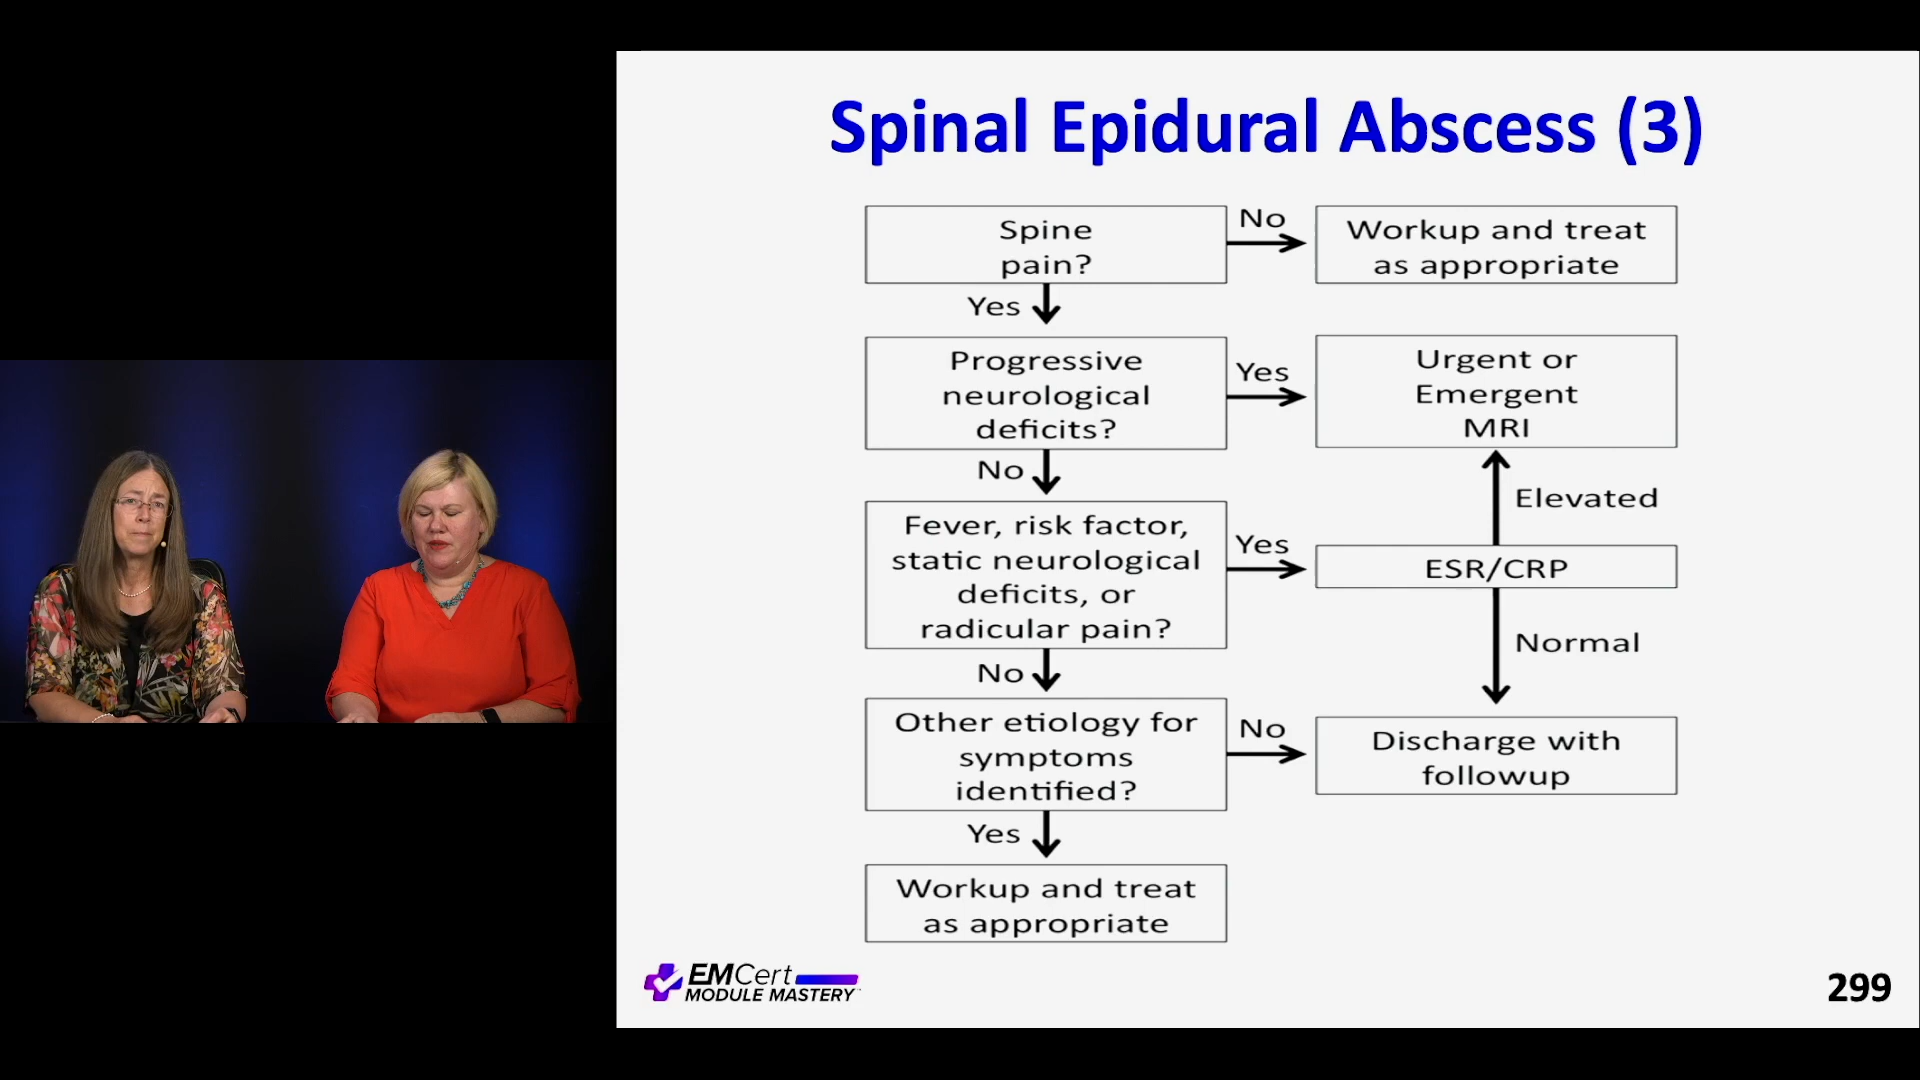 Spinal Epidural Abscess (3)
Spine
pain?
No
Workup and treat
as appropriate
Yes
Progressive
neurological
deficits?
Yes
Urgent or
Emergent
MRI
No
Elevated
Fever, risk factor,
static neurological
deficits, or
radicular pain?
Yes
ESR/CRP
Normal
No
Other etiology for
symptoms
identified?
No
Discharge with
followup
Yes
Workup and treat
as appropriate
EMCert
MODULE MASTERY
299